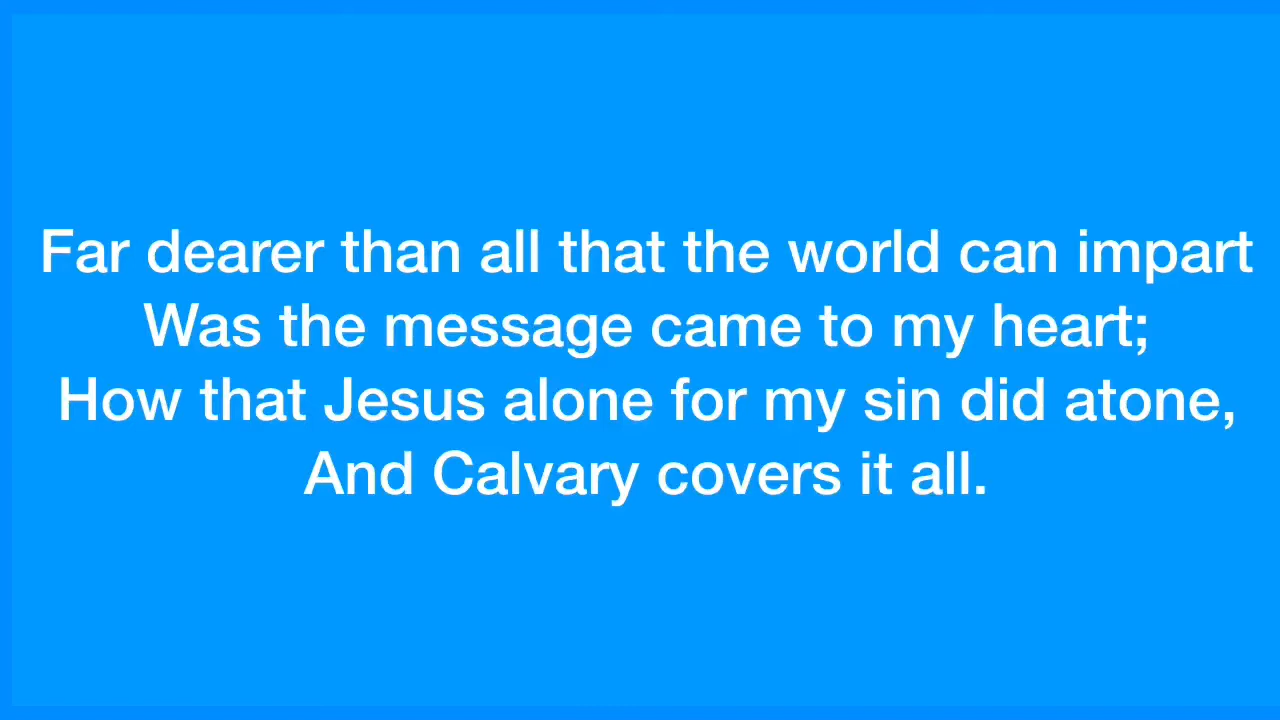 Far dearer than all that the world can impart
Was the message came to my heart;
How that Jesus alone for my sin did atone,
And Calvary covers it all.